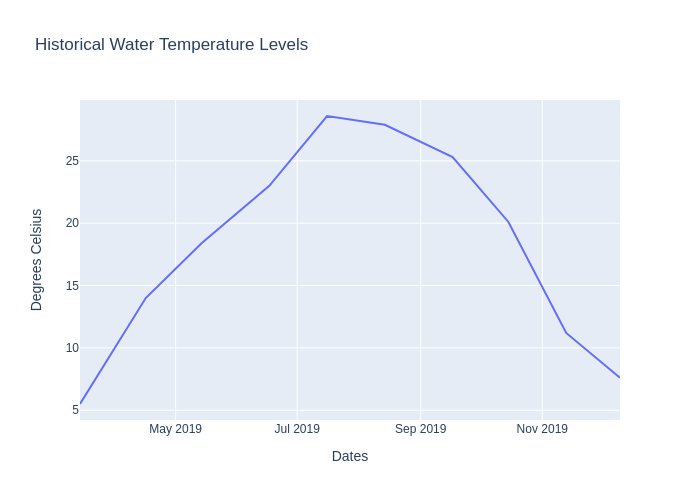 Historical Water Temperature Levels
Degrees Celsius
25
20
15
10
5
May 2019
Jul 2019
Sep 2019
Nov 2019
Dates